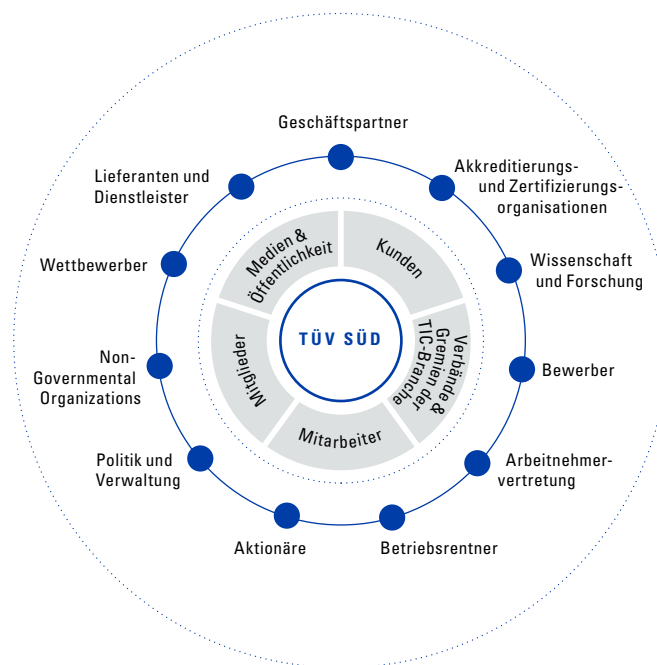 Geschäftspartner
Akkreditierungs-
und Zertifizierungs-
organisationen
Wissenschaft
und Forschung
Bewerber
Arbeitnehmer-
vertretung
Betriebsrentner
Aktionäre
Politik und
Verwaltung
Non-
Governmental
Organizations
Wettbewerber
Lieferanten und
Dienstleister
Medien &
Öffentlichkeit
Kunden
Verbände &
Gremien der
TIC-Branche
Mitarbeiter
Mitglieder
TÜV SÜD